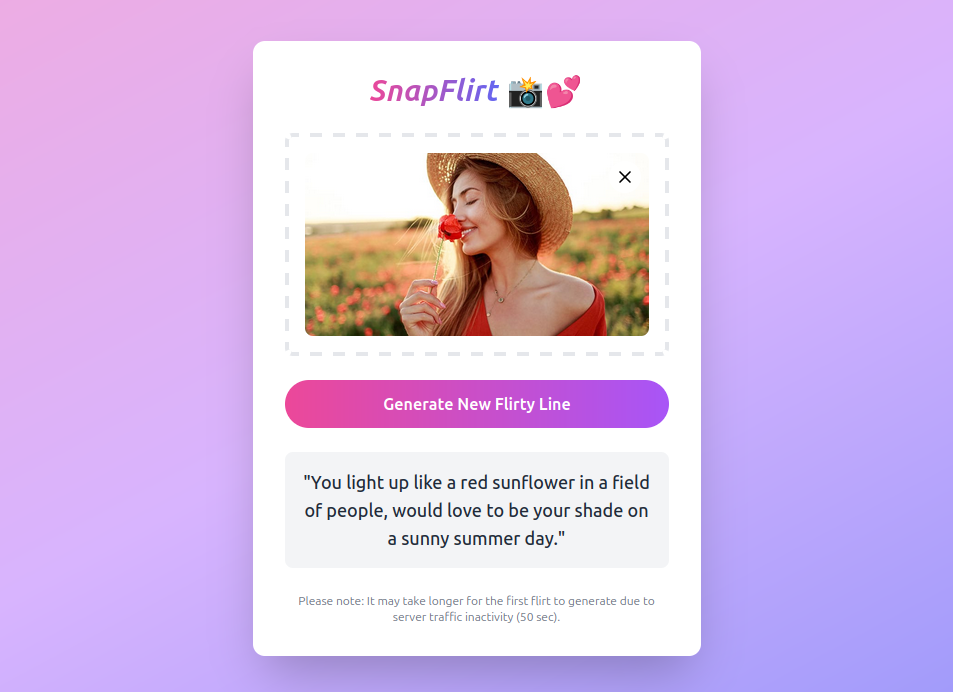 SnapFlirt 📸💕
Generate New Flirty Line
"You light up like a red sunflower in a field
of people, would love to be your shade on
a sunny summer day."
Please note: It may take longer for the first flirt to generate due to
server traffic inactivity (50 sec).